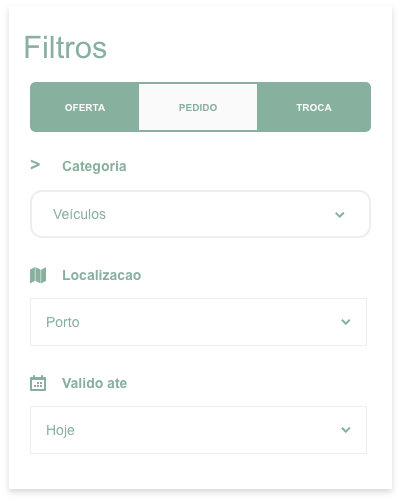 Filtros
OFERTA PEDIDO TROCA
> Categoria
Veículos
Localizacao
Porto
Valido ate
Hoje